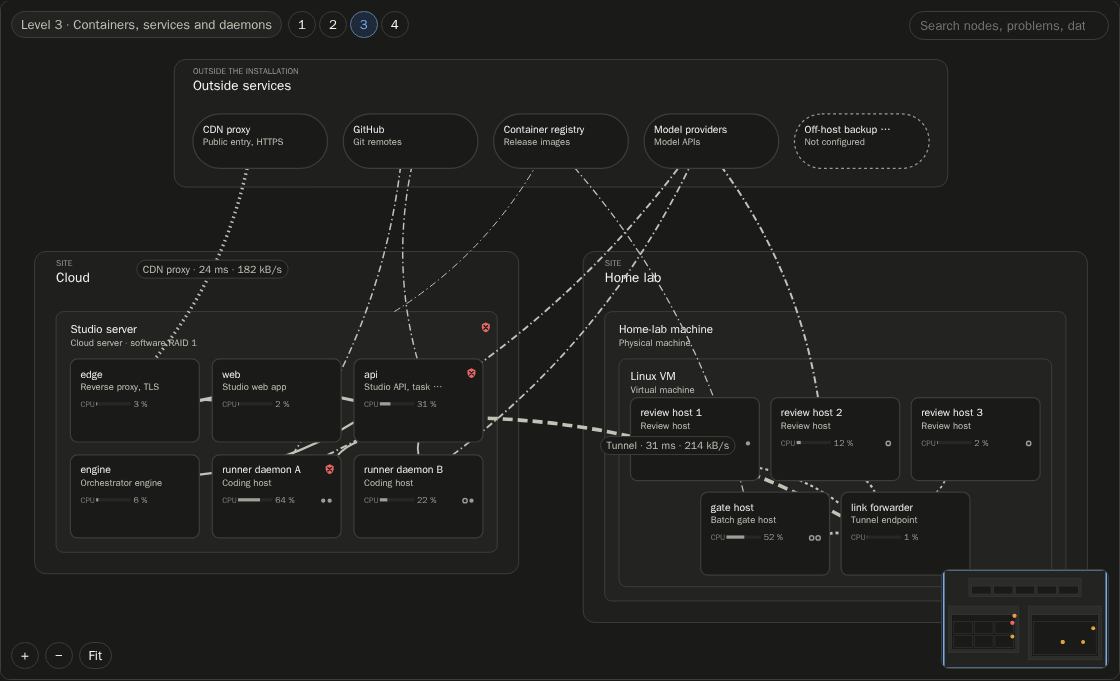 Level 3 · Containers, services and daemons
1
2
3
4
Search nodes, problems, dat
OUTSIDE THE INSTALLATION
Outside services
CDN proxy
Public entry, HTTPS
GitHub
Git remotes
Container registry
Release images
Model providers
Model APIs
Off-host backup ···
Not configured
SITE
Cloud
CDN proxy · 24 ms · 182 kB/s
Studio server
Cloud server · software RAID 1
edge
Reverse proxy, TLS
CPU 3 %
web
Studio web app
CPU 2 %
api
Studio API, task ···
CPU 31 %
engine
Orchestrator engine
CPU 6 %
runner daemon A
Coding host
CPU 64 %
runner daemon B
Coding host
CPU 22 %
SITE
Home lab
Home-lab machine
Physical machine
Linux VM
Virtual machine
review host 1
Review host
Tunnel · 31 ms · 214 kB/s
review host 2
Review host
CPU 12 %
review host 3
Review host
CPU 2 %
gate host
Batch gate host
CPU 52 %
link forwarder
Tunnel endpoint
CPU 1 %
+
−
Fit